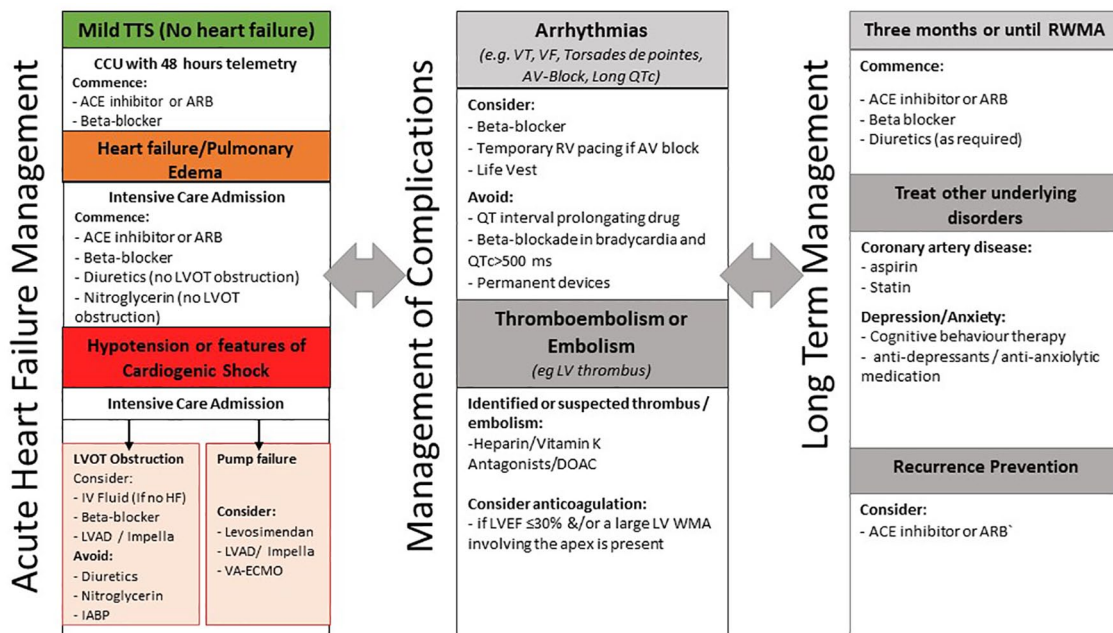 Acute Heart Failure Management
Mild TTS (No heart failure)
CCU with 48 hours telemetry
Commence:
- ACE inhibitor or ARB
- Beta-blocker
Heart failure/Pulmonary
Edema
Intensive Care Admission
Commence:
- ACE inhibitor or ARB
- Beta-blocker
- Diuretics (no LVOT obstruction)
- Nitroglycerin (no LVOT
obstruction)
Hypotension or features of
Cardiogenic Shock
Intensive Care Admission
LVOT Obstruction
Consider:
- IV Fluid (If no HF)
- Beta-blocker
- LVAD / Impella
Avoid:
- Diuretics
- Nitroglycerin
- IABP
Pump failure
Consider:
- Levosimendan
- LVAD/ Impella
- VA-ECMO
Management of Complications
Arrhythmias
(e.g. VT, VF, Torsades de pointes,
AV-Block, Long QTc)
Consider:
- Beta-blocker
- Temporary RV pacing if AV block
- Life Vest
Avoid:
- QT interval prolongating drug
- Beta-blockade in bradycardia and
QTc>500 ms
- Permanent devices
Thromboembolism or
Embolism
(eg LV thrombus)
Identified or suspected thrombus /
embolism:
-Heparin/Vitamin K
Antagonists/DOAC
Consider anticoagulation:
- if LVEF ≤30% &/or a large LV WMA
involving the apex is present
Long Term Management
Three months or until RWMA
Commence:
- ACE inhibitor or ARB
- Beta blocker
- Diuretics (as required)
Treat other underlying
disorders
Coronary artery disease:
- aspirin
- Statin
Depression/Anxiety:
- Cognitive behaviour therapy
- anti-depressants / anti-anxiolytic
medication
Recurrence Prevention
Consider:
- ACE inhibitor or ARB`